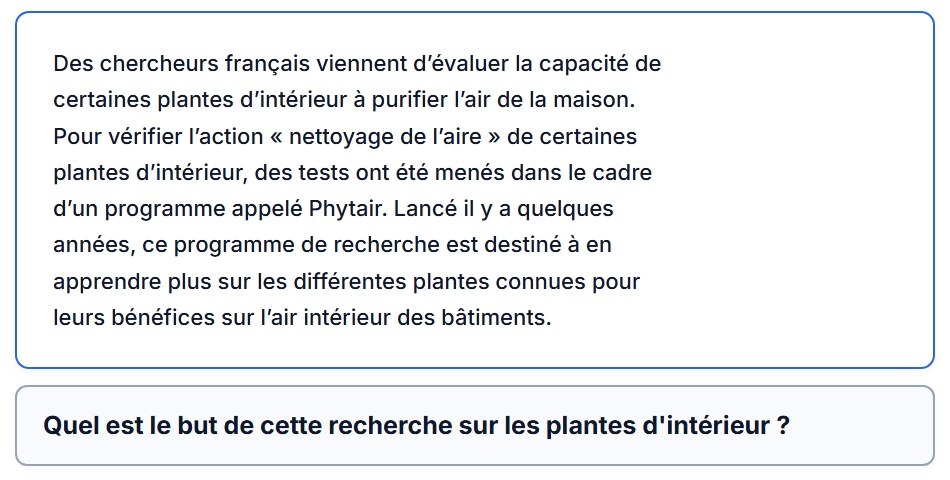 Des chercheurs français viennent d’évaluer la capacité de
certaines plantes d’intérieur à purifier l’air de la maison.
Pour vérifier l’action « nettoyage de l’aire » de certaines
plantes d’intérieur, des tests ont été menés dans le cadre
d’un programme appelé Phytair. Lancé il y a quelques
années, ce programme de recherche est destiné à en
apprendre plus sur les différentes plantes connues pour
leurs bénéfices sur l’air intérieur des bâtiments.
Quel est le but de cette recherche sur les plantes d'intérieur ?